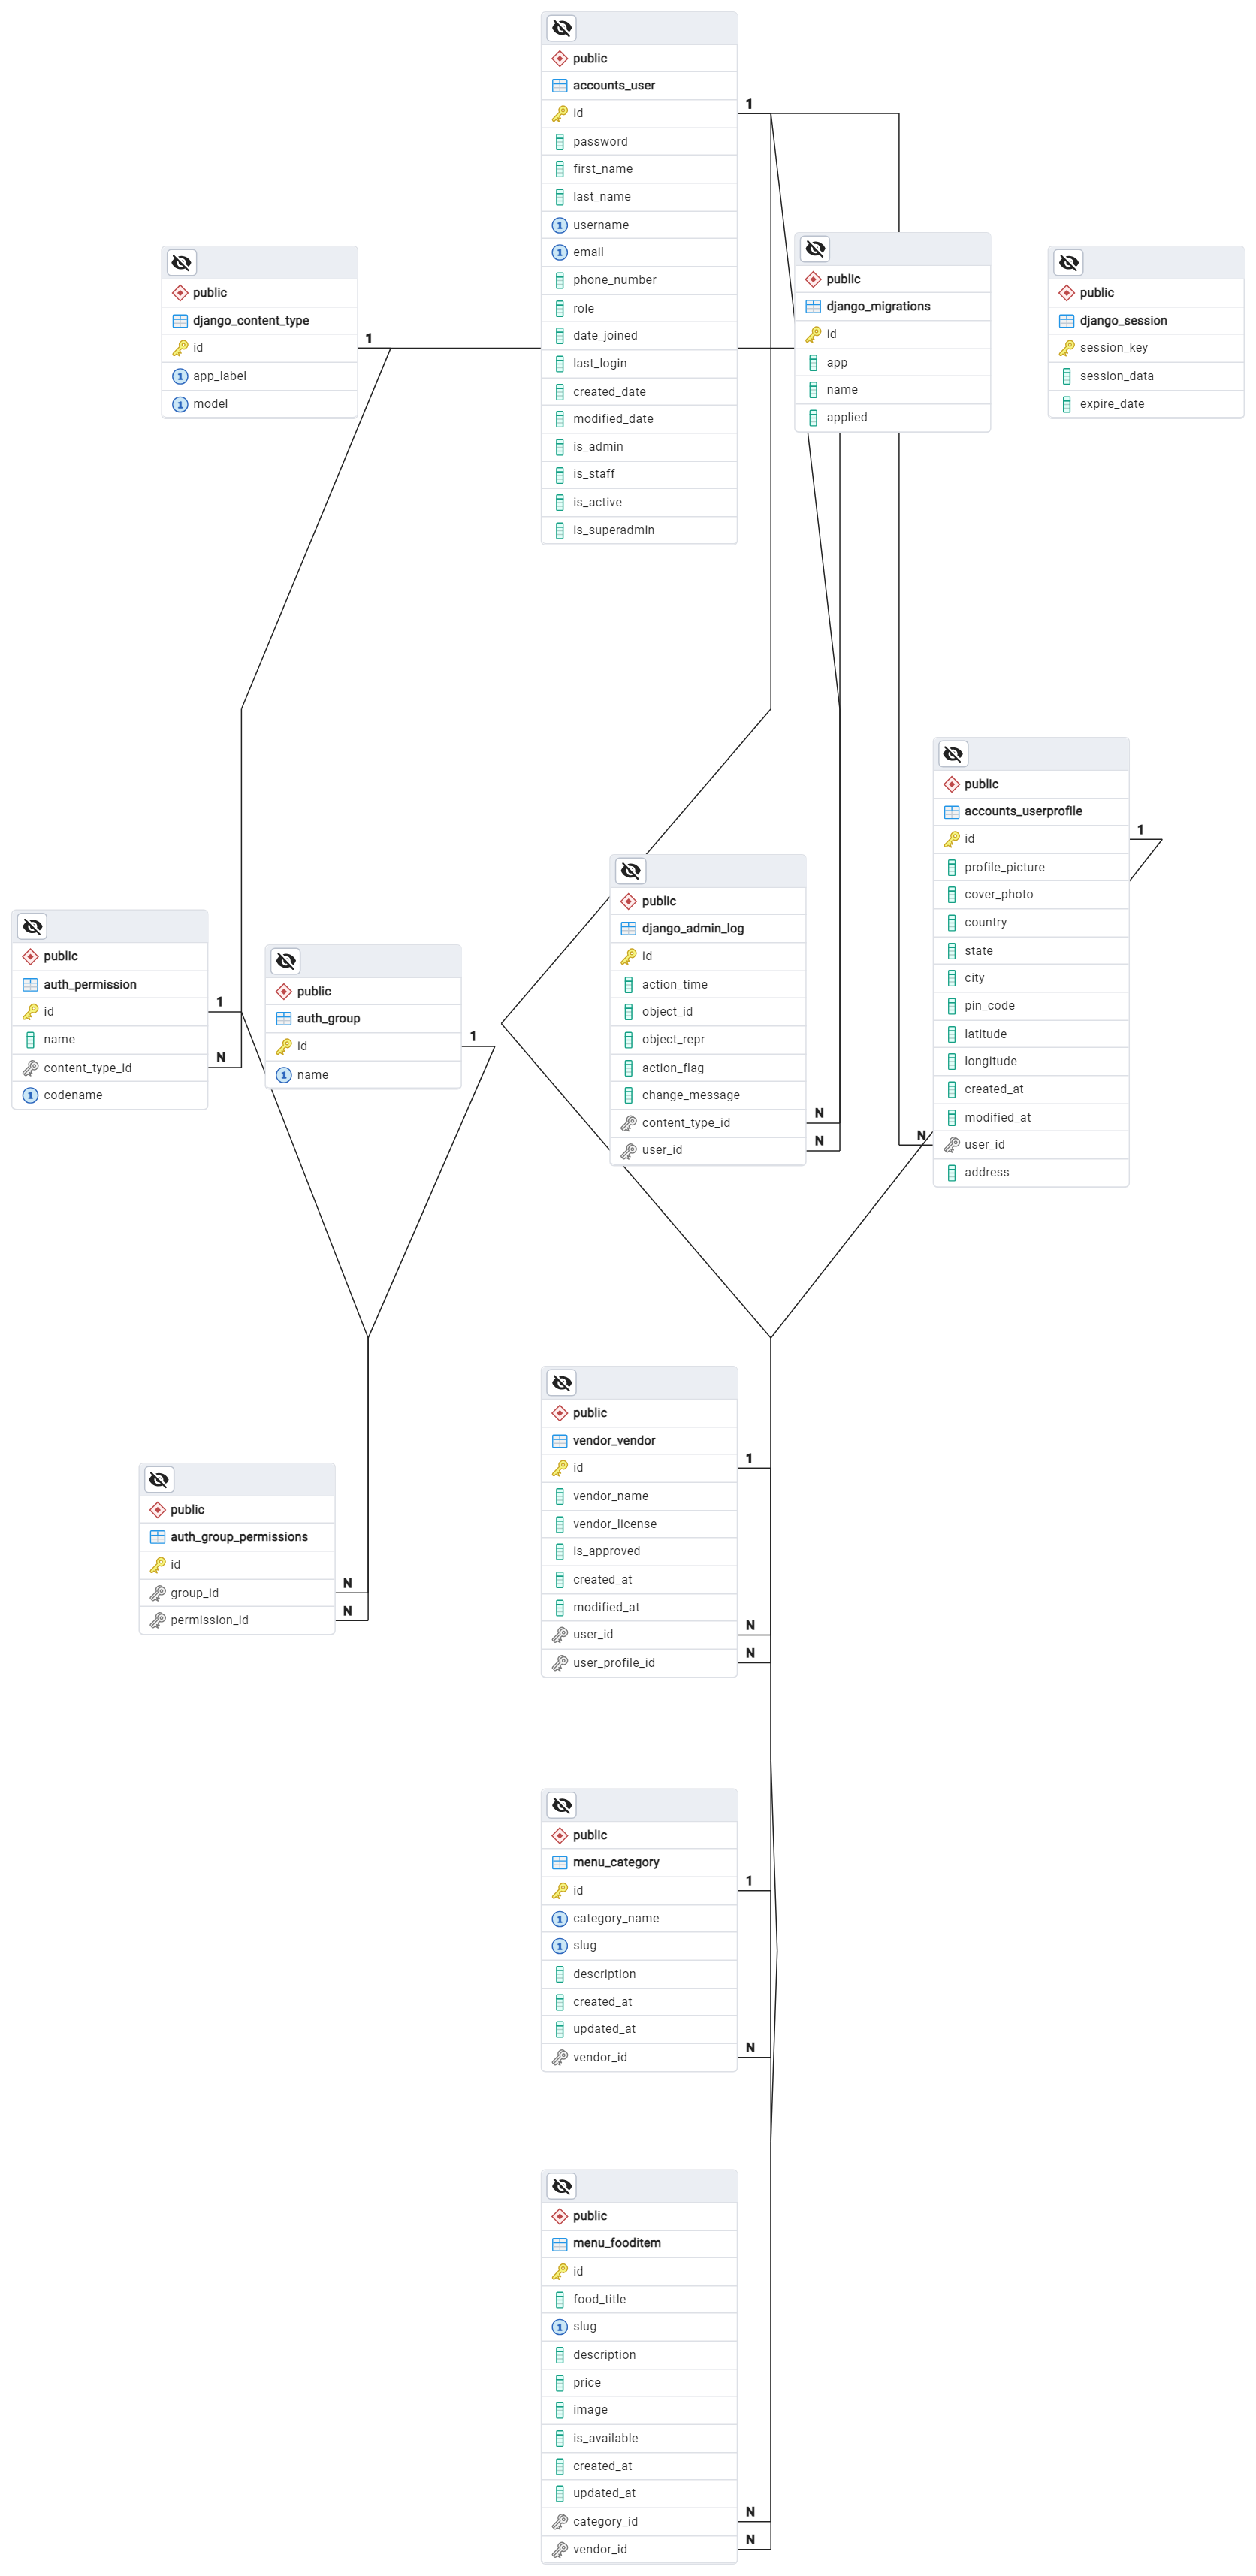 public
accounts_user
id
1
password
first_name
last_name
username
email
phone_number
role
date_joined
last_login
created_date
modified_date
is_admin
is_staff
is_active
is_superadmin
public
django_content_type
id
1
app_label
model
public
django_migrations
id
app
name
applied
public
django_session
session_key
session_data
expire_date
public
accounts_userprofile
id
1
profile_picture
cover_photo
country
state
city
pin_code
latitude
longitude
created_at
modified_at
N
user_id
address
public
django_admin_log
id
action_time
object_id
object_repr
action_flag
change_message
content_type_id
N
user_id
N
public
auth_permission
id
1
name
content_type_id
N
codename
public
auth_group
id
1
name
public
vendor_vendor
id
1
vendor_name
vendor_license
is_approved
created_at
modified_at
user_id
N
user_profile_id
N
public
auth_group_permissions
id
group_id
N
permission_id
N
public
menu_category
id
1
category_name
slug
description
created_at
updated_at
vendor_id
N
public
menu_fooditem
id
food_title
slug
description
price
image
is_available
created_at
updated_at
category_id
N
vendor_id
N